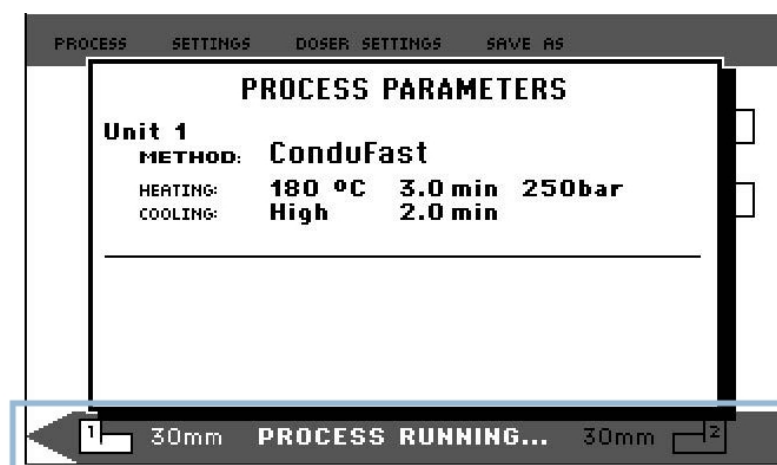 PROCESS SETTINGS DOSER SETTINGS SAVE AS
PROCESS PARAMETERS
Unit 1
METHOD: ConduFast
HEATING: 180 ºC 3.0 min 250bar
COOLING: High 2.0 min
1 30mm PROCESS RUNNING... 30mm 2